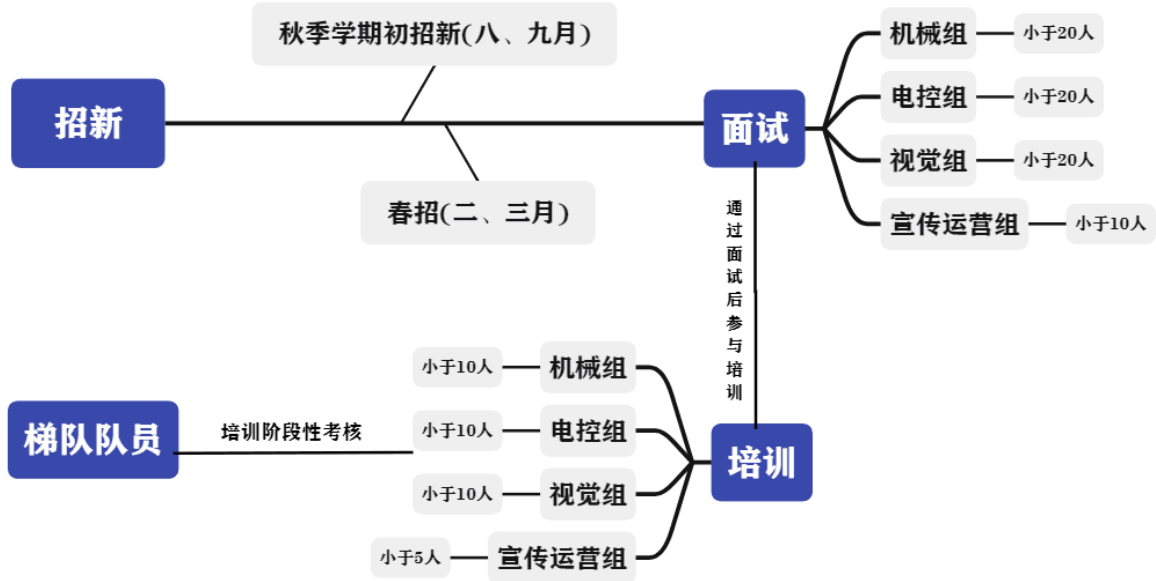 秋季学期初招新(八、九月)
招新
春招(二、三月)
面试
机械组
小于20人
电控组
小于20人
视觉组
小于20人
宣传运营组
小于10人
通过面试后参与培训
培训
机械组
小于10人
电控组
小于10人
视觉组
小于10人
宣传运营组
小于5人
培训阶段性考核
梯队队员